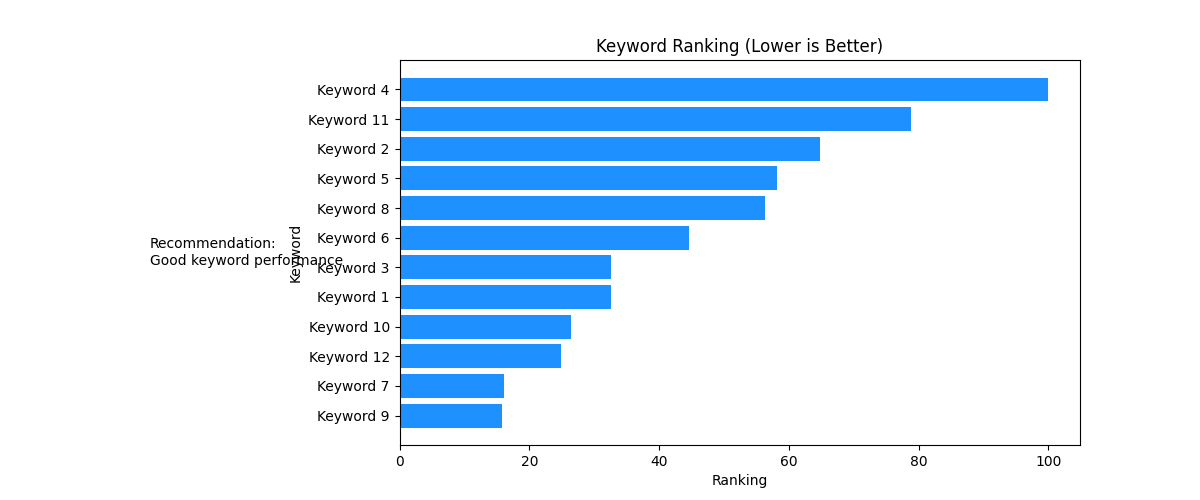 Keyword Ranking (Lower is Better)
Keyword 4
Keyword 11
Keyword 2
Keyword 5
Keyword 8
Keyword 6
Keyword 3
Keyword 1
Keyword 10
Keyword 12
Keyword 7
Keyword 9
Keyword
Recommendation:
Good keyword performance
0 20 40 60 80 100
Ranking